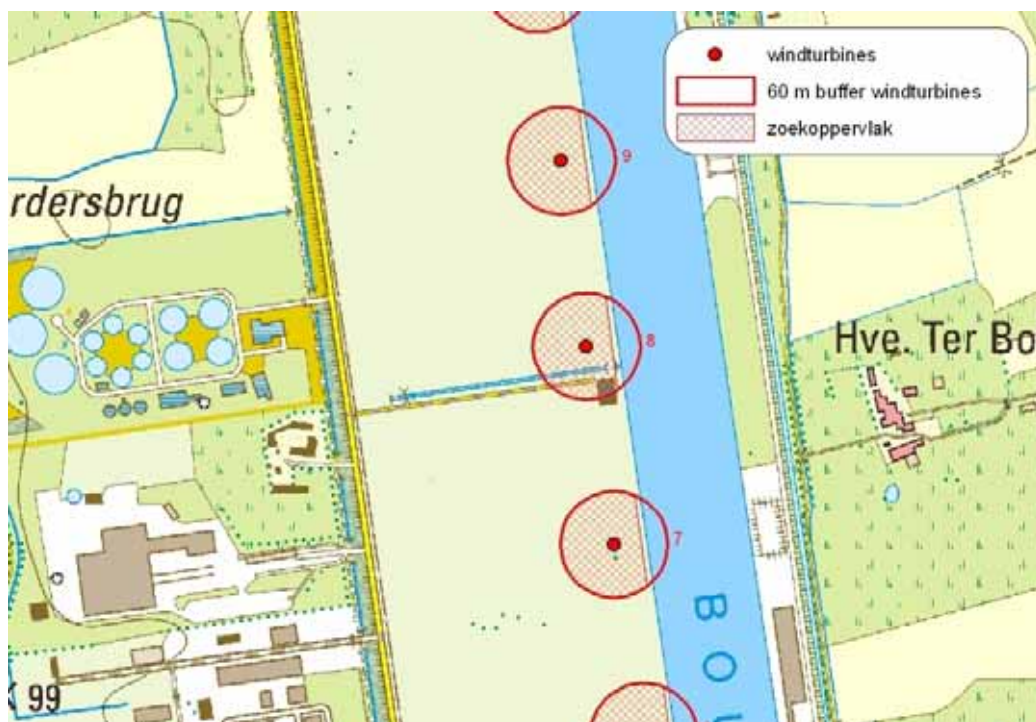 windturbines
60 m buffer windturbines
zoekoppervlak
9
rdersbrug
8
Hve. Ter Bo
7
B O
99